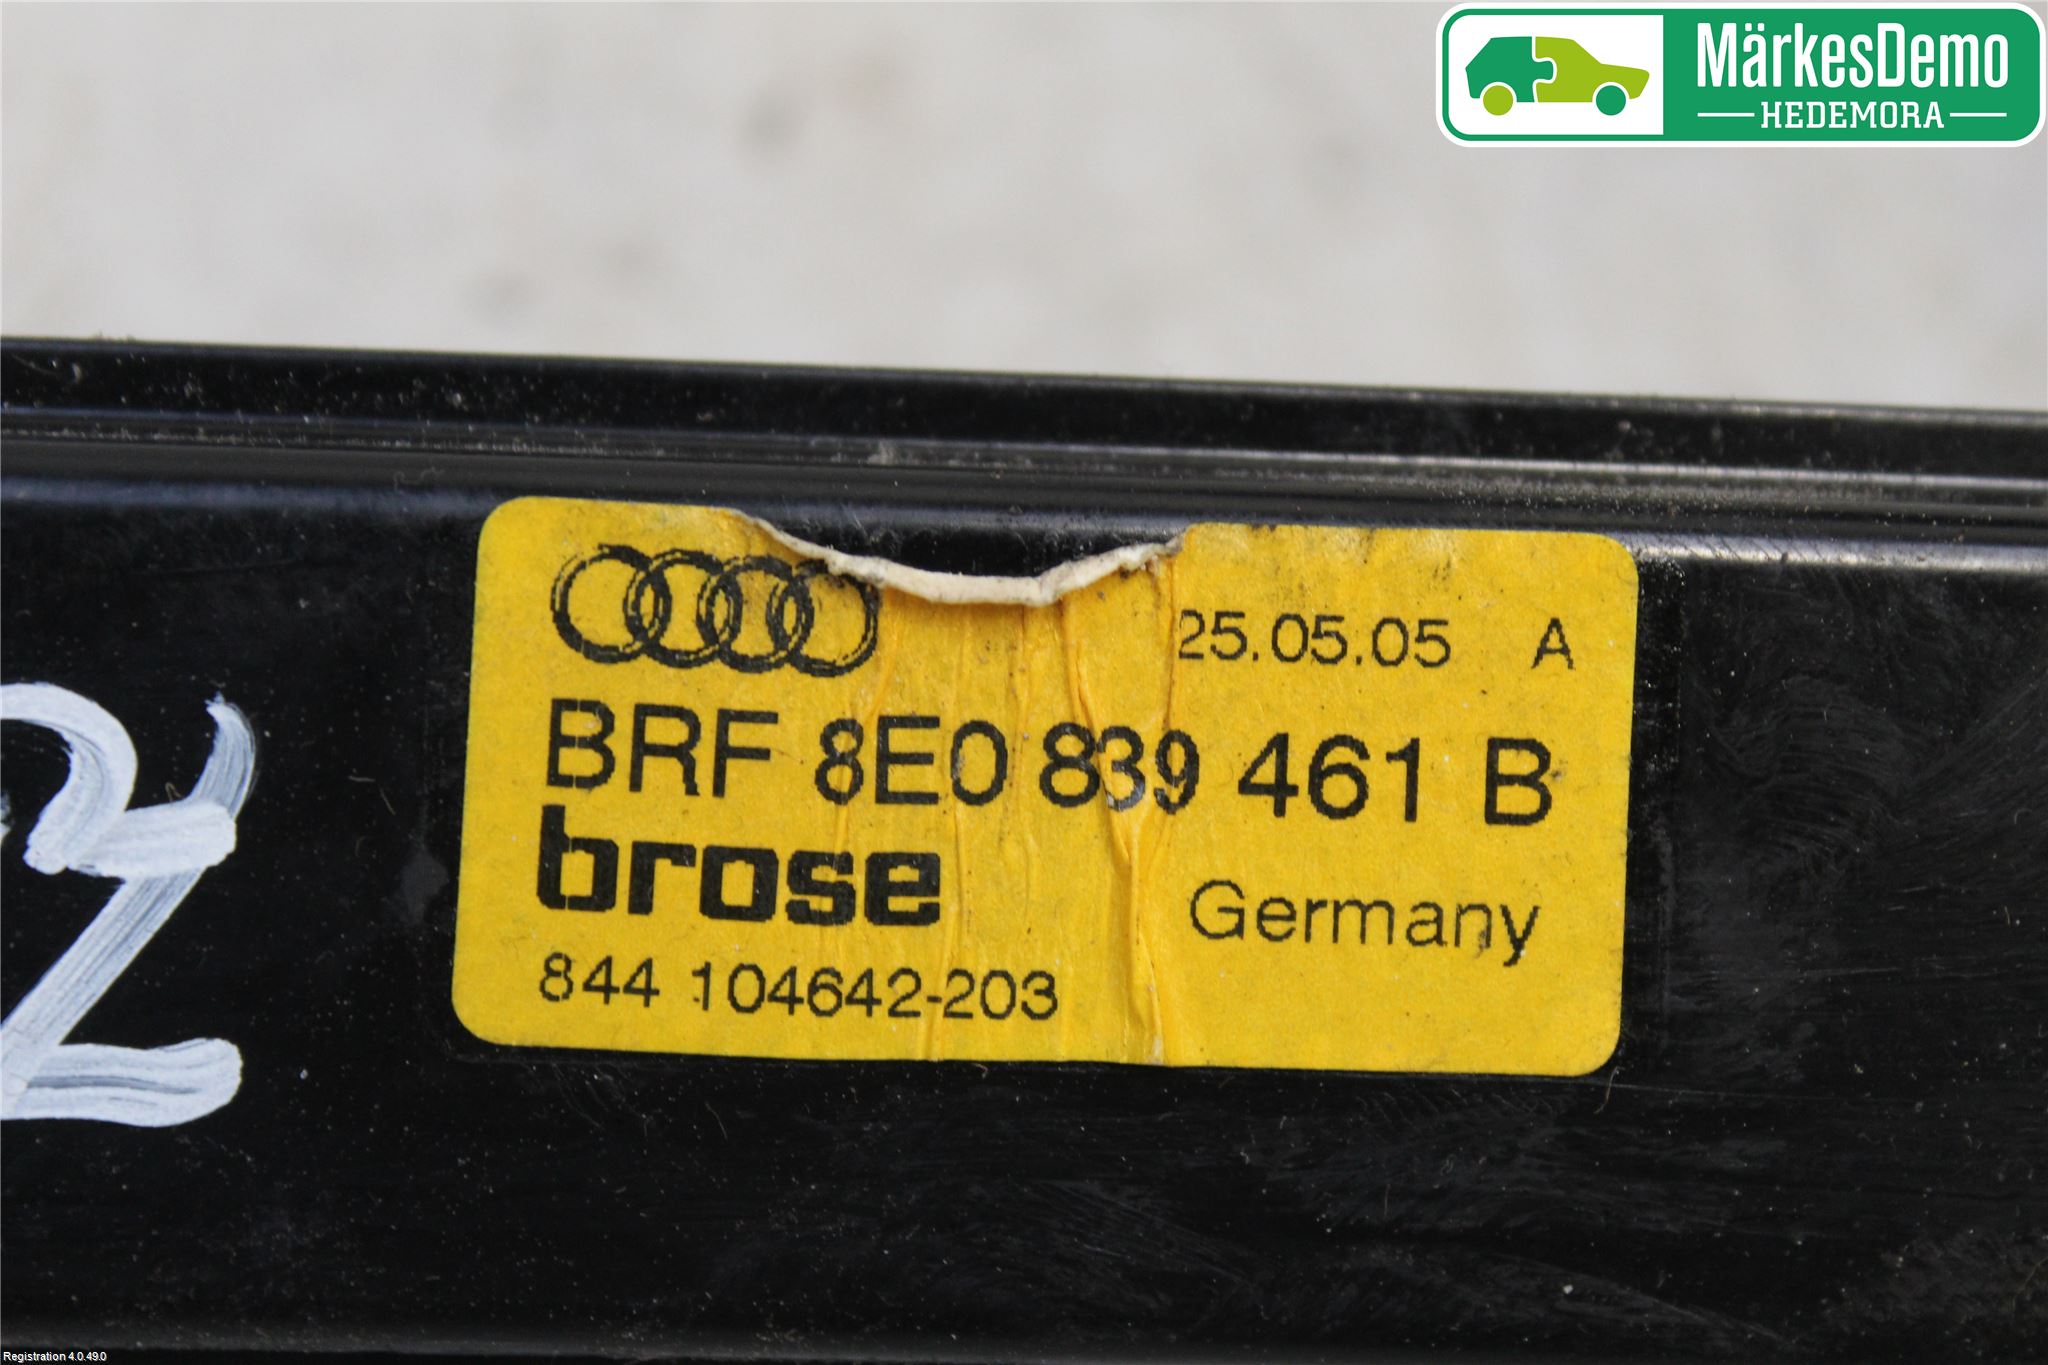 MärkesDemo
HEDEMORA
25.05.05 A
BRF 8E0 839 461 B
brose
Germany
844 104642-203
Registration 4.0.49.0